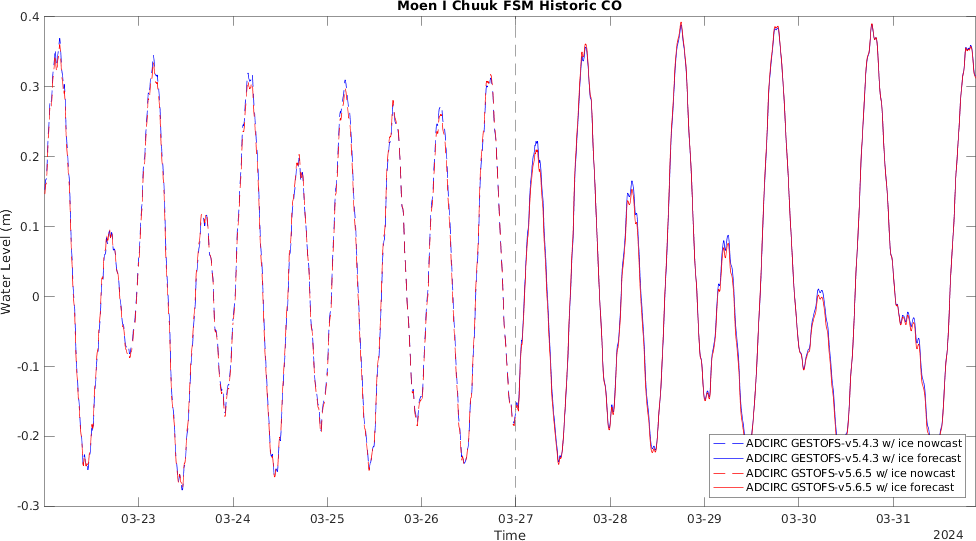 Moen I Chuuk FSM Historic CO
0.4
0.3
0.2
0.1
0
-0.1
-0.2
-0.3
Water Level (m)
ADCIRC GESTOFS-v5.4.3 w/ ice nowcast
ADCIRC GESTOFS-v5.4.3 w/ ice forecast
ADCIRC GSTOFS-v5.6.5 w/ ice nowcast
ADCIRC GSTOFS-v5.6.5 w/ ice forecast
03-23 03-24 03-25 03-26 03-27 03-28 03-29 03-30 03-31
Time
2024